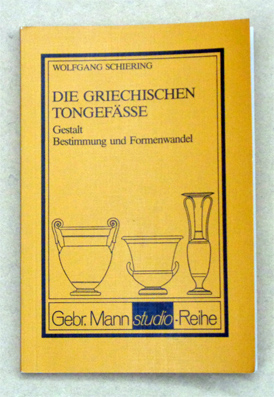 WOLFGANG SCHIERING
DIE GRIECHISCHEN
TONGEFÄSSE
Gestalt
Bestimmung und Formenwandel
Gebr. Mann studio-Reihe